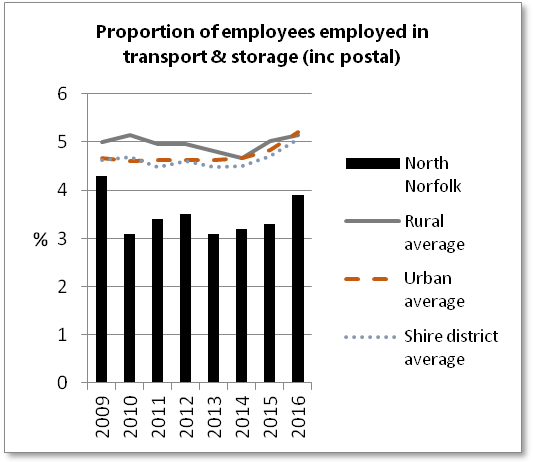 Proportion of employees employed in
transport & storage (inc postal)
6
5
4
3
2
1
0
%
2009
2010
2011
2012
2013
2014
2015
2016
North
Norfolk
Rural
average
Urban
average
Shire district
average